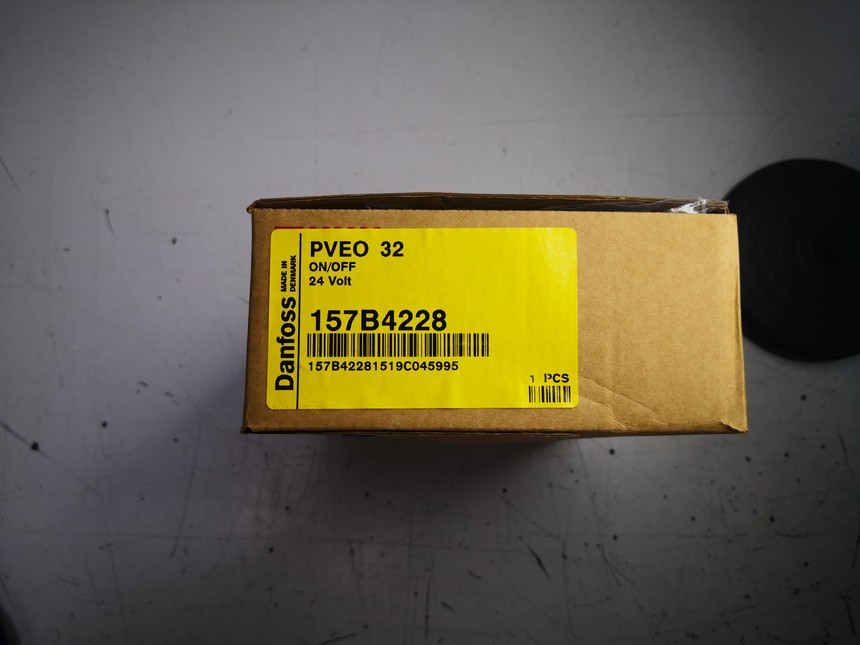 Danfoss
MADE IN
DENMARK
PVEO 32
ON/OFF
24 Volt
157B4228
157B42281519C045995
1 PCS